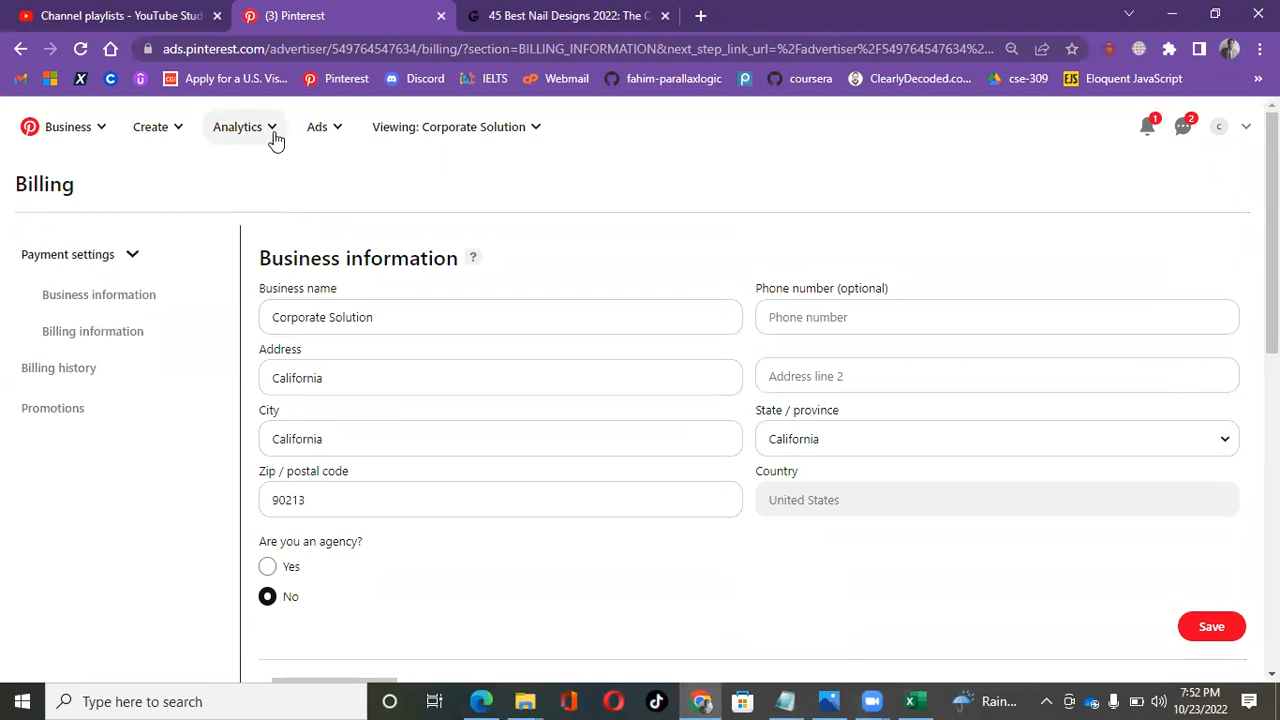 Channel playlists - YouTube Stud
(3) Pinterest
45 Best Nail Designs 2022: The C
ads.pinterest.com/advertiser/549764547634/billing/?section=BILLING_INFORMATION&next_step_link_url=%2Fadvertiser%2F549764547634%2...
Apply for a U.S. Vis...
Pinterest
Discord
IELTS
Webmail
fahim-parallaxlogic
coursera
ClearlyDecoded.co...
cse-309
EJS
Eloquent JavaScript
»
Business
Create
Analytics
Ads
Viewing: Corporate Solution
1
2
C
Billing
Payment settings
Business information
Billing information
Billing history
Promotions
Business information ?
Business name
Corporate Solution
Phone number (optional)
Phone number
Address
California
Address line 2
City
California
State / province
California
Zip / postal code
90213
Country
United States
Are you an agency?
Yes
No
Save
Type here to search
Rain...
7:52 PM
10/23/2022